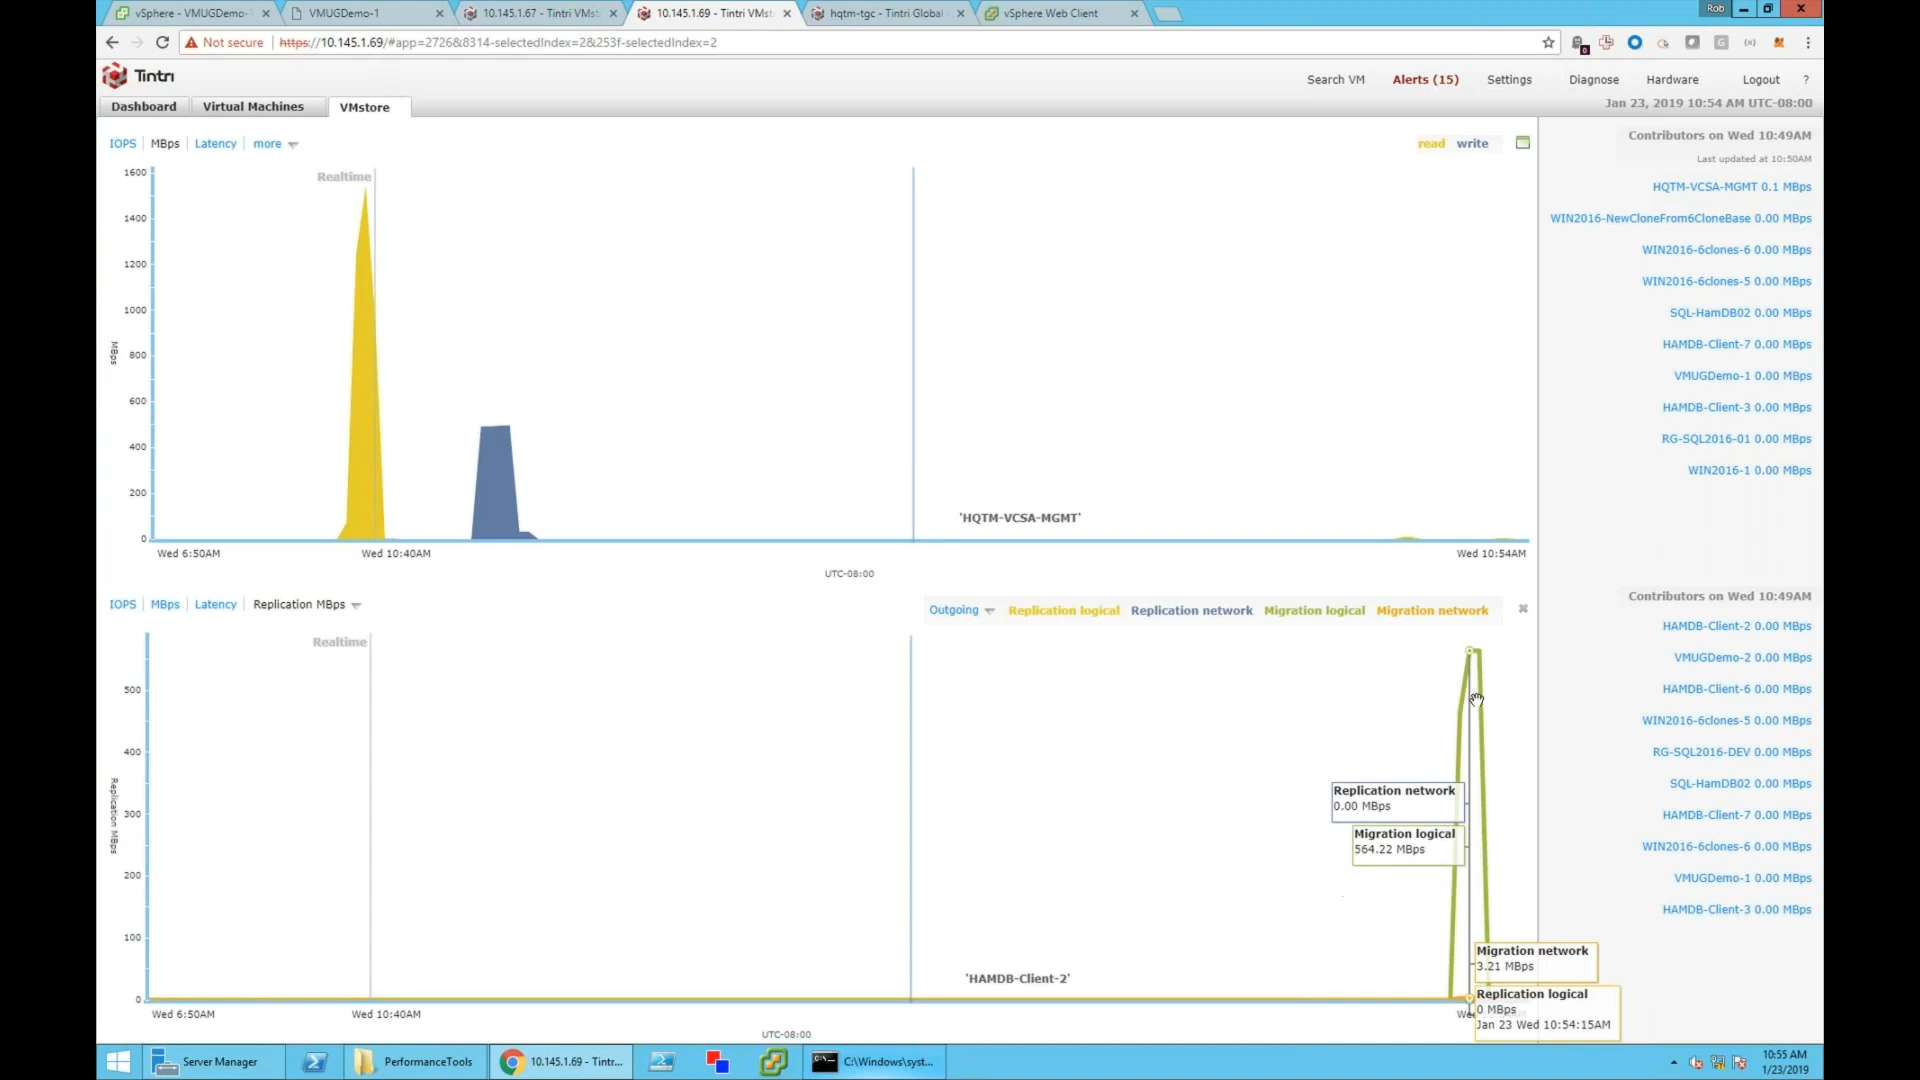 vSphere - VMUGDemo-
VMUGDemo-1
10.145.1.67 - Tintri VMst
10.145.1.69 - Tintri VMst
hqtm-tgc - Tintri Global
vSphere Web Client
Rob
Not secure
https://10.145.1.69/#app=2726&8314-selectedIndex=2&253f-selectedIndex=2
Tintri
Search VM
Alerts (15)
Settings
Diagnose
Hardware
Logout
?
Dashboard
Virtual Machines
VMstore
Jan 23, 2019 10:54 AM UTC-08:00
IOPS
MBps
Latency
more
read
write
Realtime
1600
1400
1200
1000
800
600
400
200
0
MBps
'HQTM-VCSA-MGMT'
Wed 6:50AM
Wed 10:40AM
Wed 10:54AM
UTC-08:00
Contributors on Wed 10:49AM
Last updated at 10:50AM
HQTM-VCSA-MGMT 0.1 MBps
WIN2016-NewCloneFrom6CloneBase 0.00 MBps
WIN2016-6clones-6 0.00 MBps
WIN2016-6clones-5 0.00 MBps
SQL-HamDB02 0.00 MBps
HAMDB-Client-7 0.00 MBps
VMUGDemo-1 0.00 MBps
HAMDB-Client-3 0.00 MBps
RG-SQL2016-01 0.00 MBps
WIN2016-1 0.00 MBps
IOPS
MBps
Latency
Replication MBps
Outgoing
Replication logical
Replication network
Migration logical
Migration network
Realtime
500
400
300
200
100
0
Replication MBps
Replication network
0.00 MBps
Migration logical
564.22 MBps
Migration network
3.21 MBps
Replication logical
0 MBps
Jan 23 Wed 10:54:15AM
'HAMDB-Client-2'
Wed 6:50AM
Wed 10:40AM
UTC-08:00
Contributors on Wed 10:49AM
HAMDB-Client-2 0.00 MBps
VMUGDemo-2 0.00 MBps
HAMDB-Client-6 0.00 MBps
WIN2016-6clones-5 0.00 MBps
RG-SQL2016-DEV 0.00 MBps
SQL-HamDB02 0.00 MBps
HAMDB-Client-7 0.00 MBps
WIN2016-6clones-6 0.00 MBps
VMUGDemo-1 0.00 MBps
HAMDB-Client-3 0.00 MBps
Server Manager
PerformanceTools
10.145.1.69 - Tintr...
C:\Windows\syst...
10:55 AM
1/23/2019